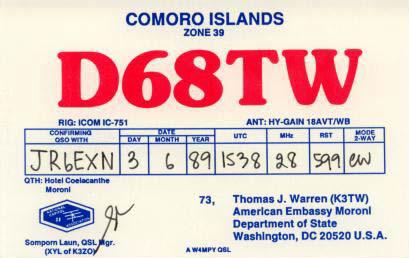 COMORO ISLANDS
ZONE 39
D68TW
RIG: ICOM IC-751 ANT: HY-GAIN 18AVT/WB
CONFIRMING QSO WITH DATE DAY MONTH YEAR UTC MHz RST MODE 2-WAY
JR6EXN 3 6 89 1538 28 599 CW
QTH: Hotel Coelacanthe
Moroni
73, Thomas J. Warren (K3TW)
American Embassy Moroni
Department of State
Washington, DC 20520 U.S.A.
Somporn Laun, QSL Mgr.
(XYL of K3ZO)
A W4MPY QSL